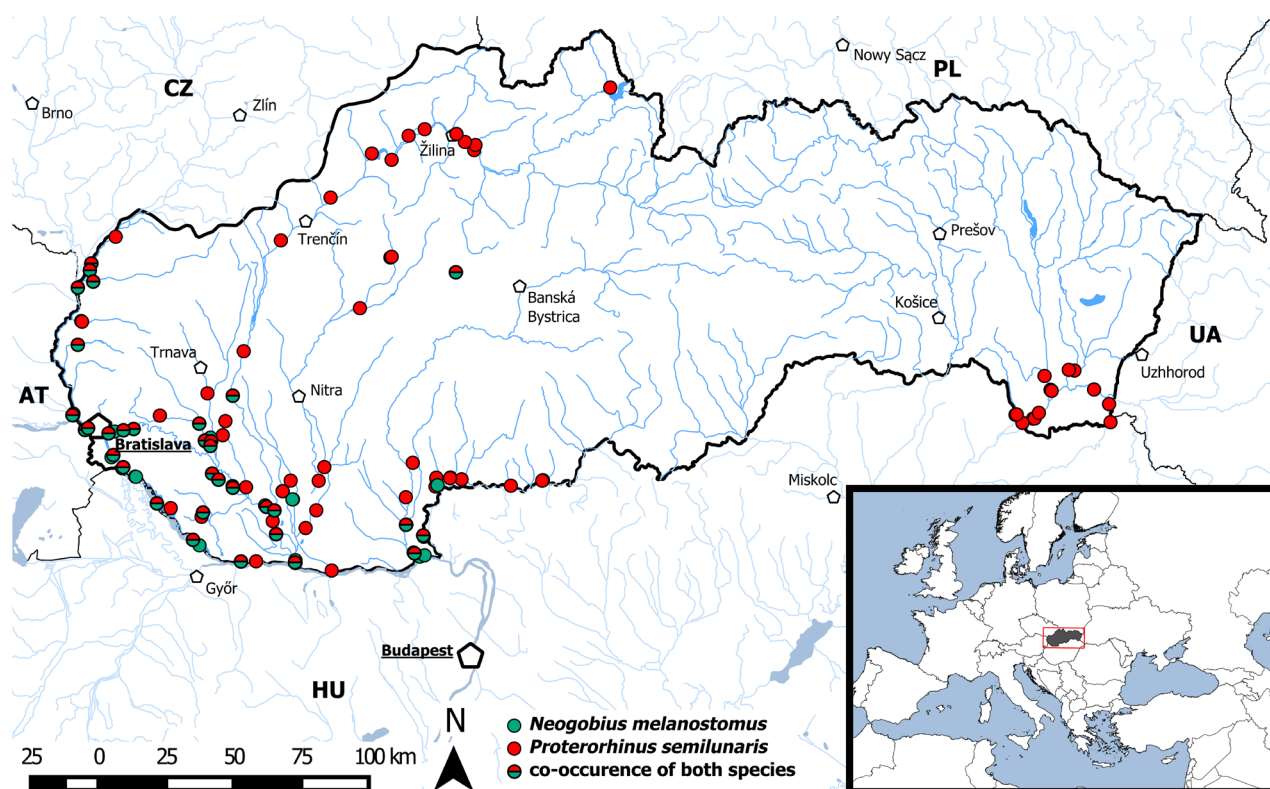 Nowy Sącz
PL
CZ
Zlín
Brno
Žilina
Trenčín
Prešov
Banská
Bystrica
Košice
UA
Uzhhorod
Trnava
Nitra
AT
Bratislava
Miskolc
Győr
Budapest
HU
N
Neogobius melanostomus
Proterorhinus semilunaris
co-occurence of both species
25 0 25 50 75 100 km